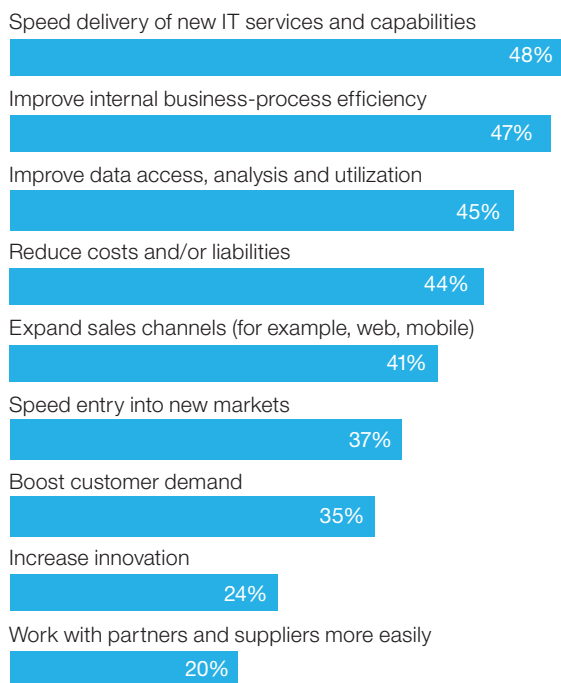 Speed delivery of new IT services and capabilities
48%
Improve internal business-process efficiency
47%
Improve data access, analysis and utilization
45%
Reduce costs and/or liabilities
44%
Expand sales channels (for example, web, mobile)
41%
Speed entry into new markets
37%
Boost customer demand
35%
Increase innovation
24%
Work with partners and suppliers more easily
20%